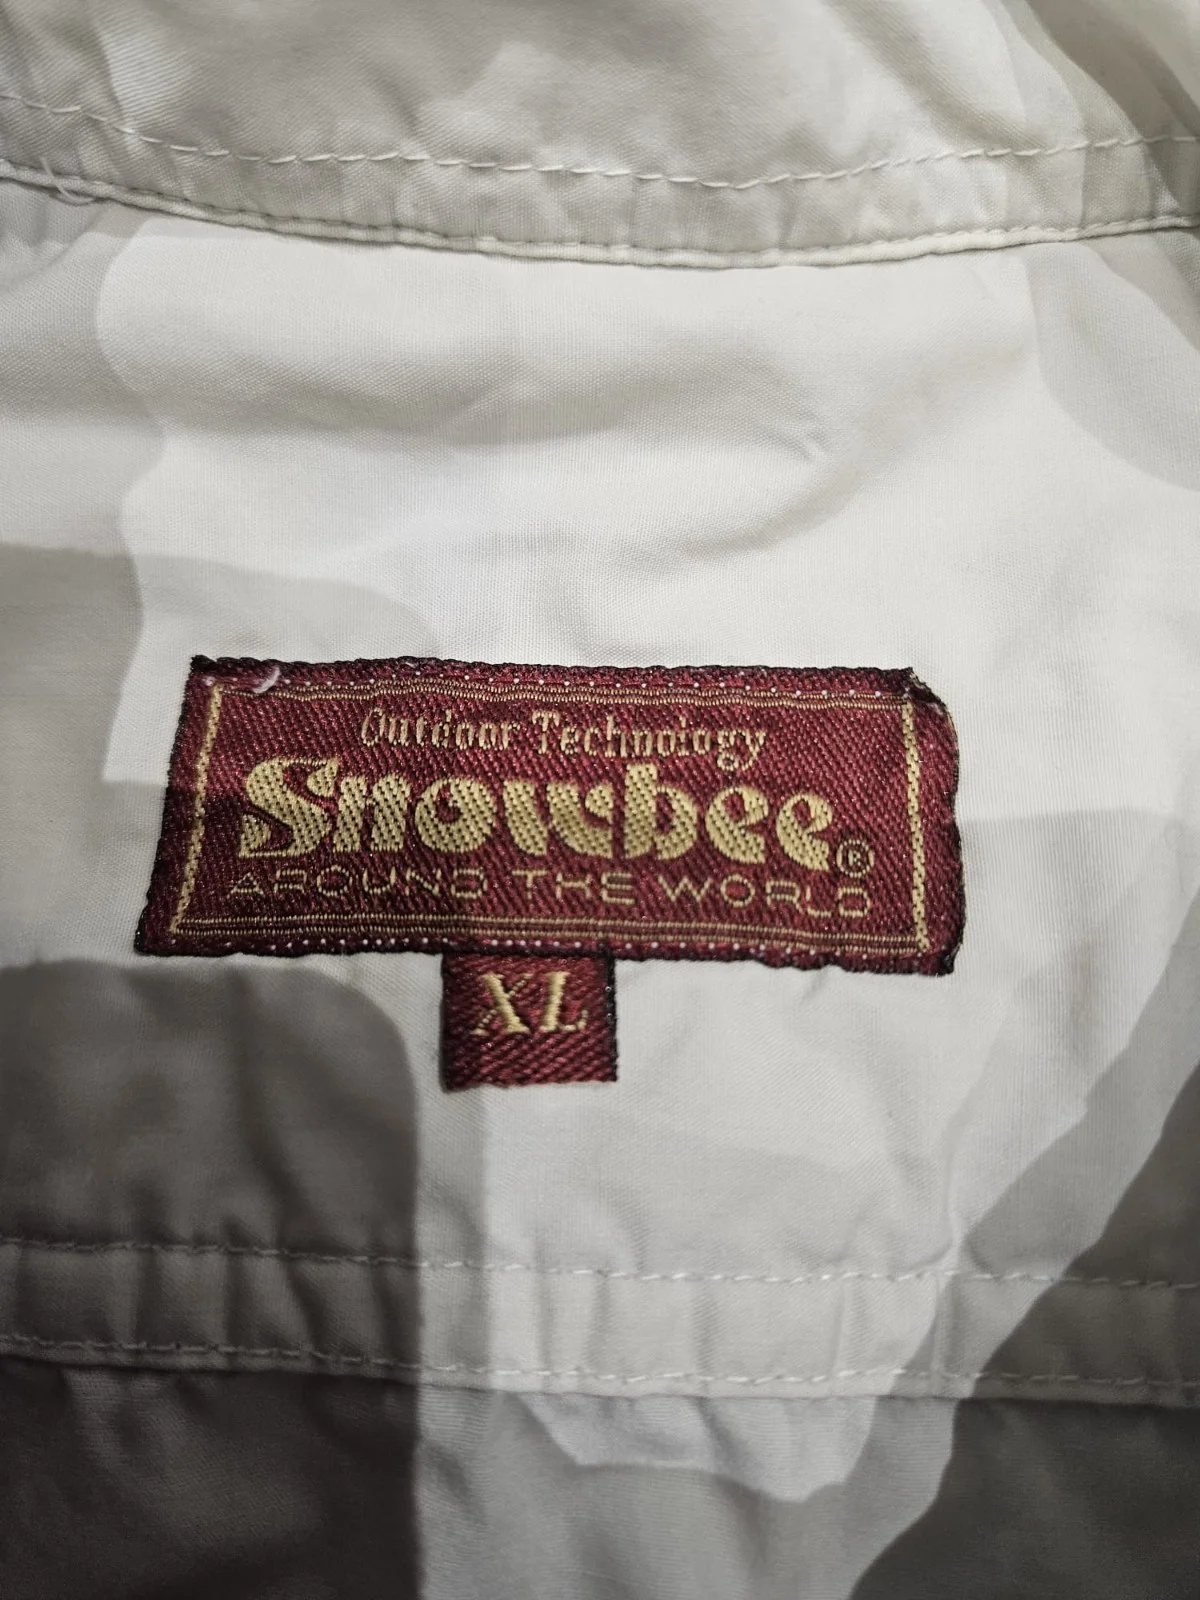 Outdoor Technology
Snowbee®
AROUND THE WORLD
XL